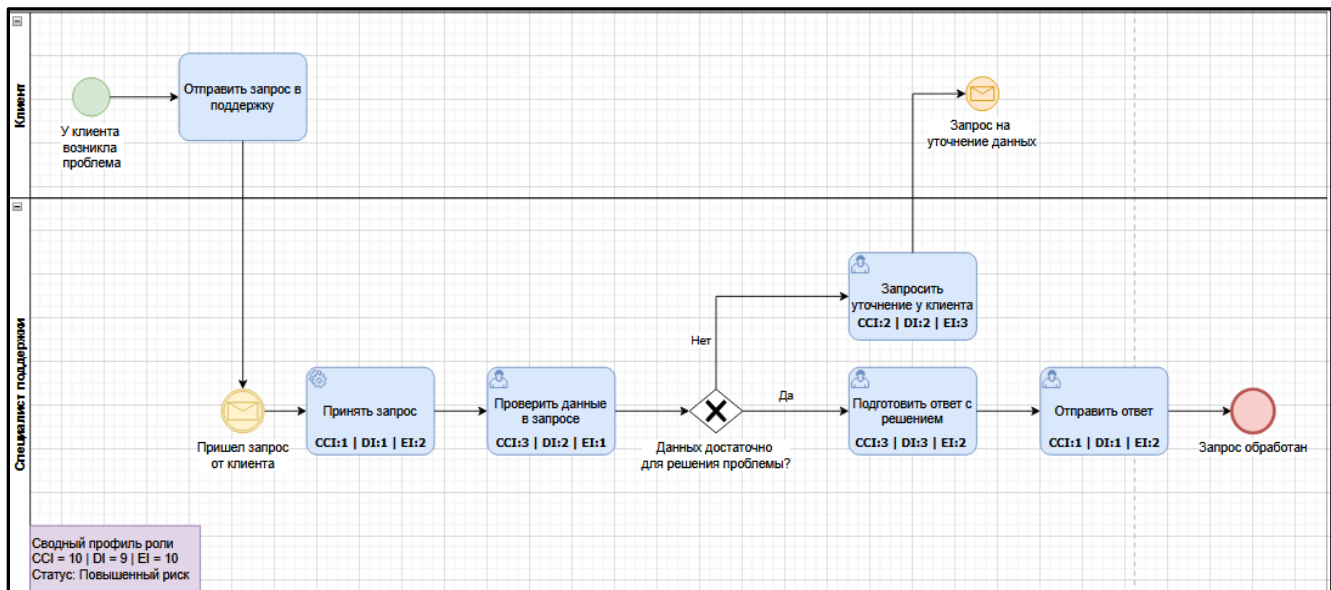 Клиент
У клиента
возникла
проблема
Отправить запрос в
поддержку
Запрос на
уточнение данных
Специалист поддержки
Пришел запрос
от клиента
Принять запрос
CCI:1 | DI:1 | EI:2
Проверить данные
в запросе
CCI:3 | DI:2 | EI:1
Данных достаточно
для решения проблемы?
Нет
Запросить
уточнение у клиента
CCI:2 | DI:2 | EI:3
Да
Подготовить ответ с
решением
CCI:3 | DI:3 | EI:2
Отправить ответ
CCI:1 | DI:1 | EI:2
Запрос обработан
Сводный профиль роли
CCI = 10 | DI = 9 | EI = 10
Статус: Повышенный риск